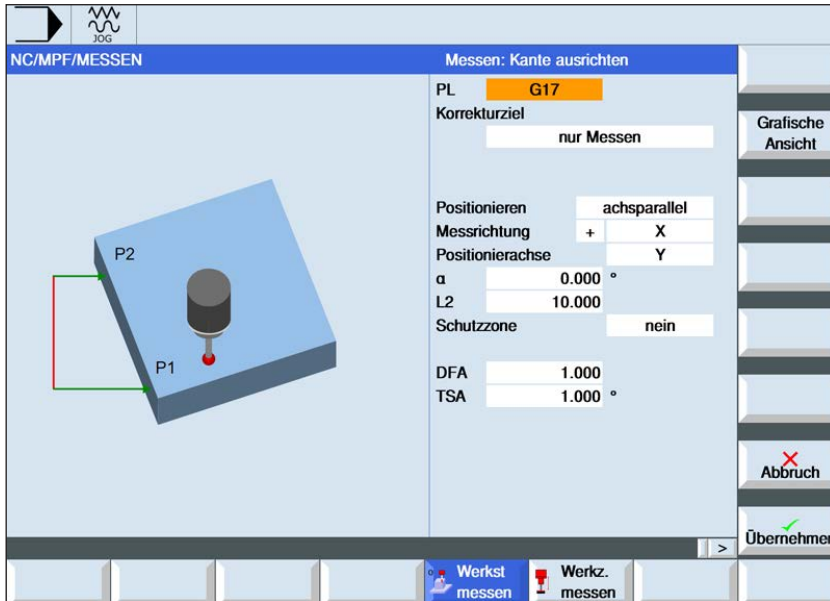 JOG
NC/MPF/MESSEN
Messen: Kante ausrichten
PL G17
Korrekturziel
nur Messen
Grafische
Ansicht
Positionieren achsparallel
Messrichtung + X
Positionierachse Y
α 0.000 °
L2 10.000
Schutzzone nein
DFA 1.000
TSA 1.000 °
P2
P1
Abbruch
Übernehmen
>
Werkst
messen
Werkz.
messen